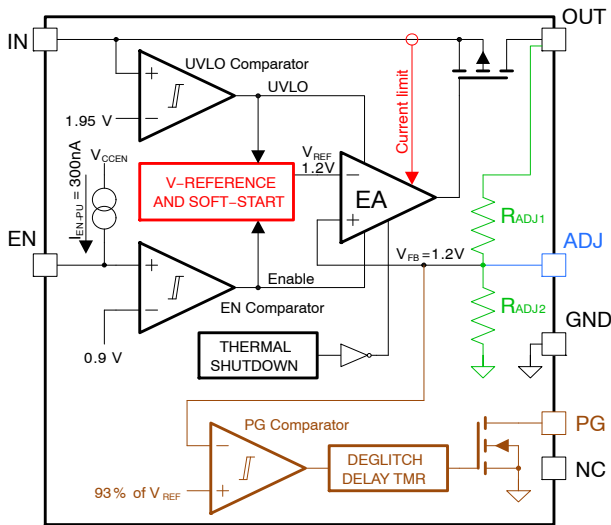 OUT
IN
UVLO Comparator
UVLO
1.95 V
Current limit
VCCEN
IEN-PU = 300nA
VREF
1.2V
V-REFERENCE
AND SOFT-START
EA
RADJ1
EN
VFB=1.2V
ADJ
Enable
EN Comparator
RADJ2
0.9 V
GND
THERMAL
SHUTDOWN
PG Comparator
PG
DEGLITCH
DELAY TMR
NC
93% of VREF